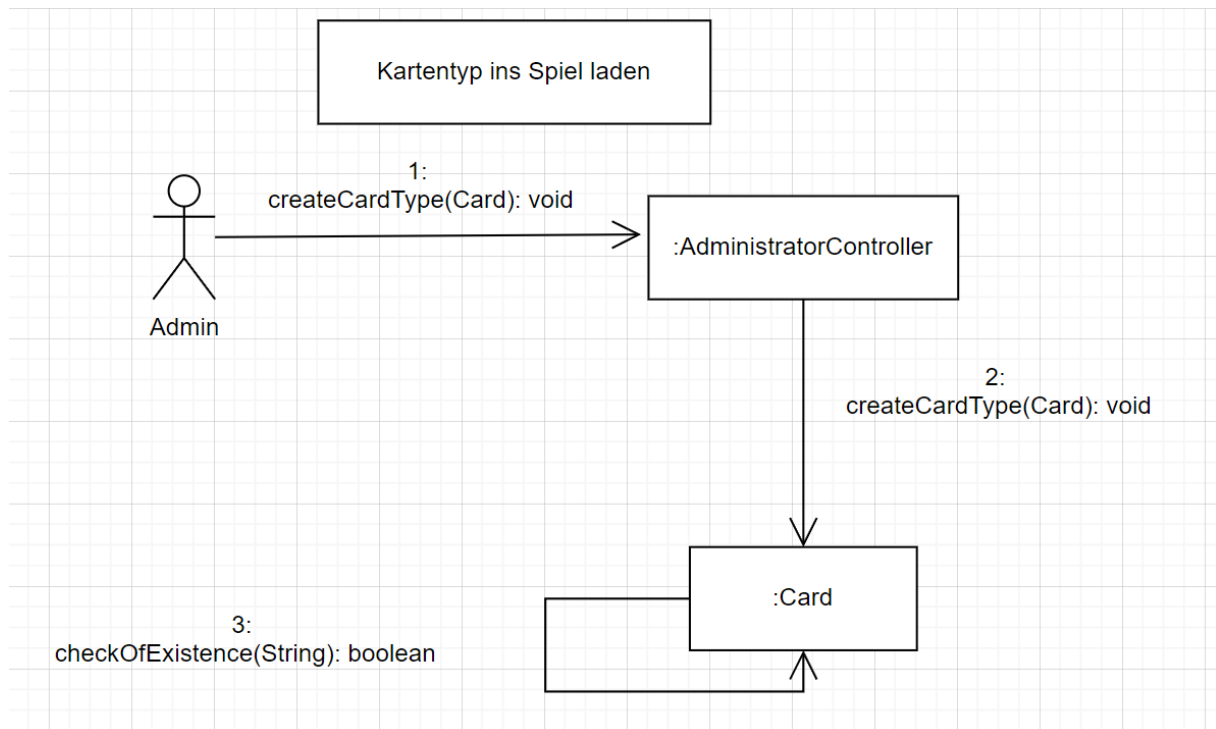 Kartentyp ins Spiel laden
1:
createCardType(Card): void
:AdministratorController
Admin
2:
createCardType(Card): void
:Card
3:
checkOfExistence(String): boolean